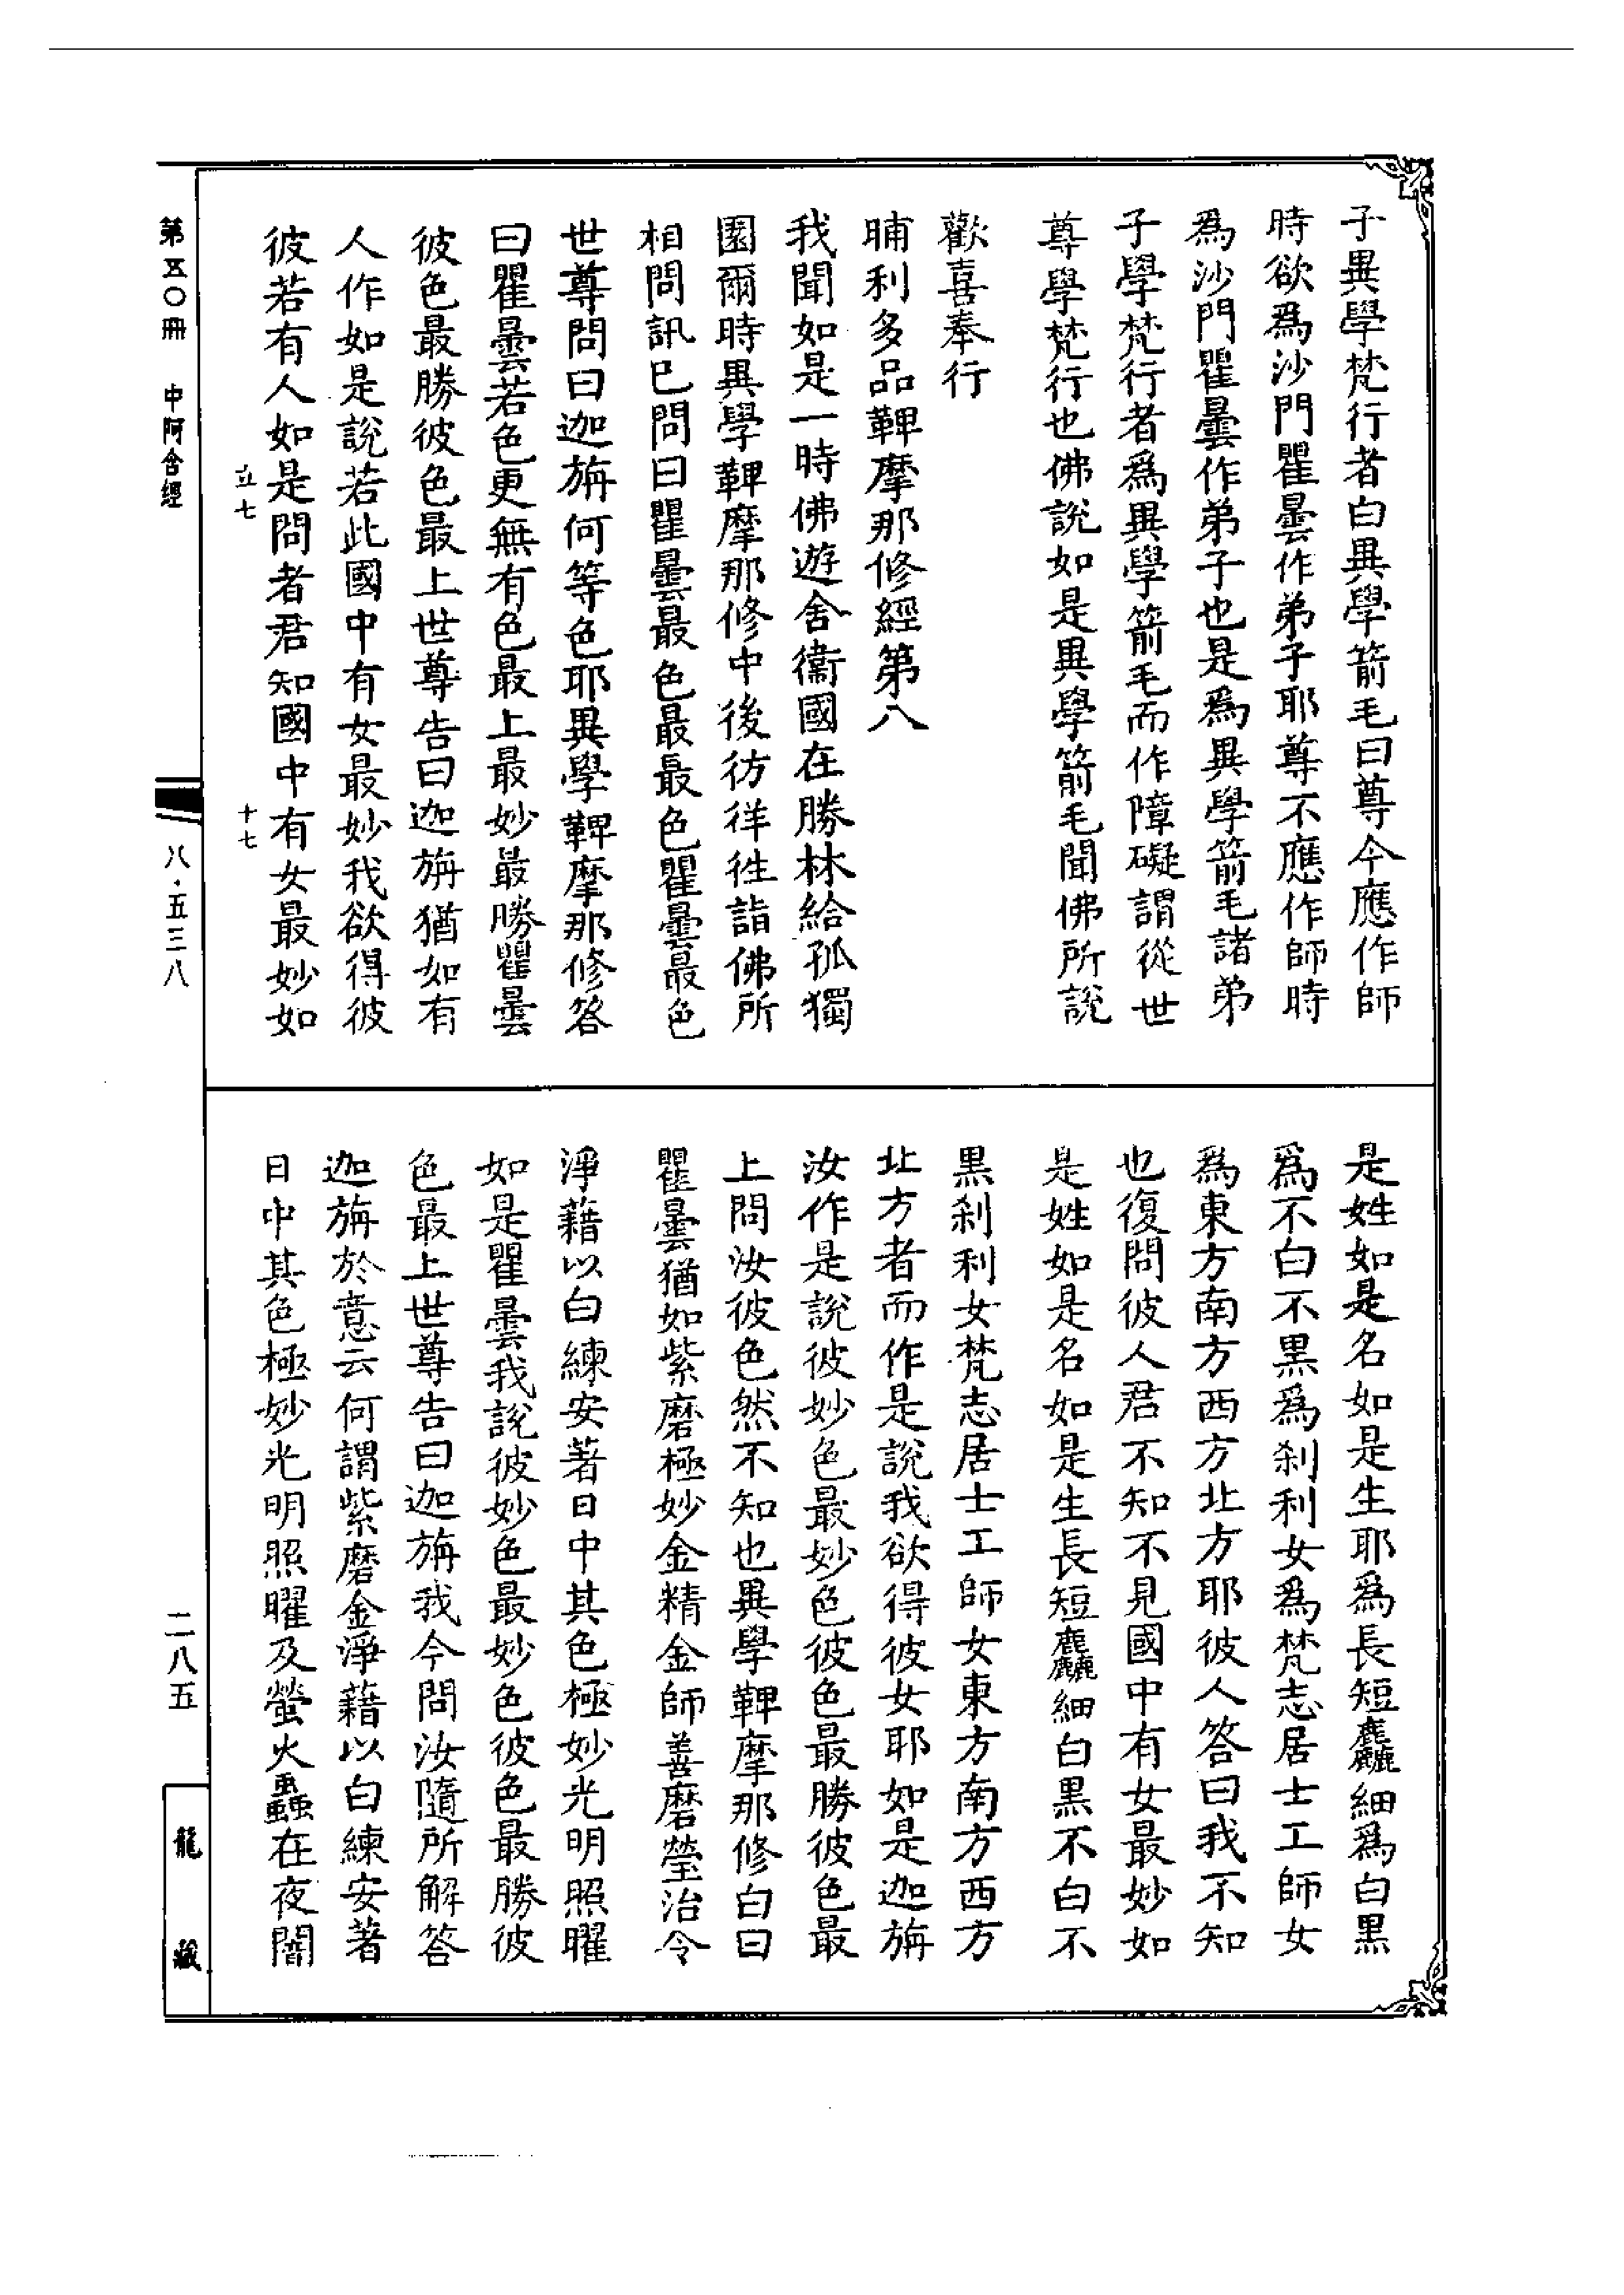 子異學梵行者白異學箭毛曰尊今應作師
時欲爲沙門瞿曇作弟子耶尊不應作師時
爲沙門瞿曇作弟子也是爲異學箭毛諸弟
子學梵行者爲異學箭毛而作障礙謂從世
尊學梵行也佛說如是異學箭毛聞佛所說
歡喜奉行
晡利多品鞞摩那修經第八
我聞如是一時佛遊舍衞國在勝林給孤獨
園爾時異學鞞摩那修中後彷徉徃詣佛所
相問訊已問曰瞿曇最色最最色瞿曇最色
世尊問曰迦旃何等色耶異學鞞摩那修答
曰瞿曇若色更無有色最上最妙最勝瞿曇
彼色最勝彼色最上世尊告曰迦旃猶如有
人作如是說若此國中有女最妙我欲得彼
彼若有人如是問者君知國中有女最妙如
是姓如是名如是生耶爲長短麤細爲白黑
爲不白不黑爲刹利女爲梵志居士工師女
爲東方南方西方北方耶彼人答曰我不知
也復問彼人君不知不見國中有女最妙如
是姓如是名如是生長短麤細白黑不白不
黑刹利女梵志居士工師女東方南方西方
北方者而作是說我欲得彼女耶如是迦旃
汝作是說彼妙色最妙色彼色最勝彼色最
上問汝彼色然不知也異學鞞摩那修白曰
瞿曇猶如紫磨極妙金精金師善磨瑩治令
淨藉以白練安著日中其色極妙光明照曜
如是瞿曇我說彼妙色最妙色彼色最勝彼
色最上世尊告曰迦旃我今問汝隨所解答
迦旃於意云何謂紫磨金淨藉以白練安著
日中其色極妙光明照曜及螢火蟲在夜闇
立七
十七
第五〇冊 中阿含經
八·五三八
二八五
龍藏